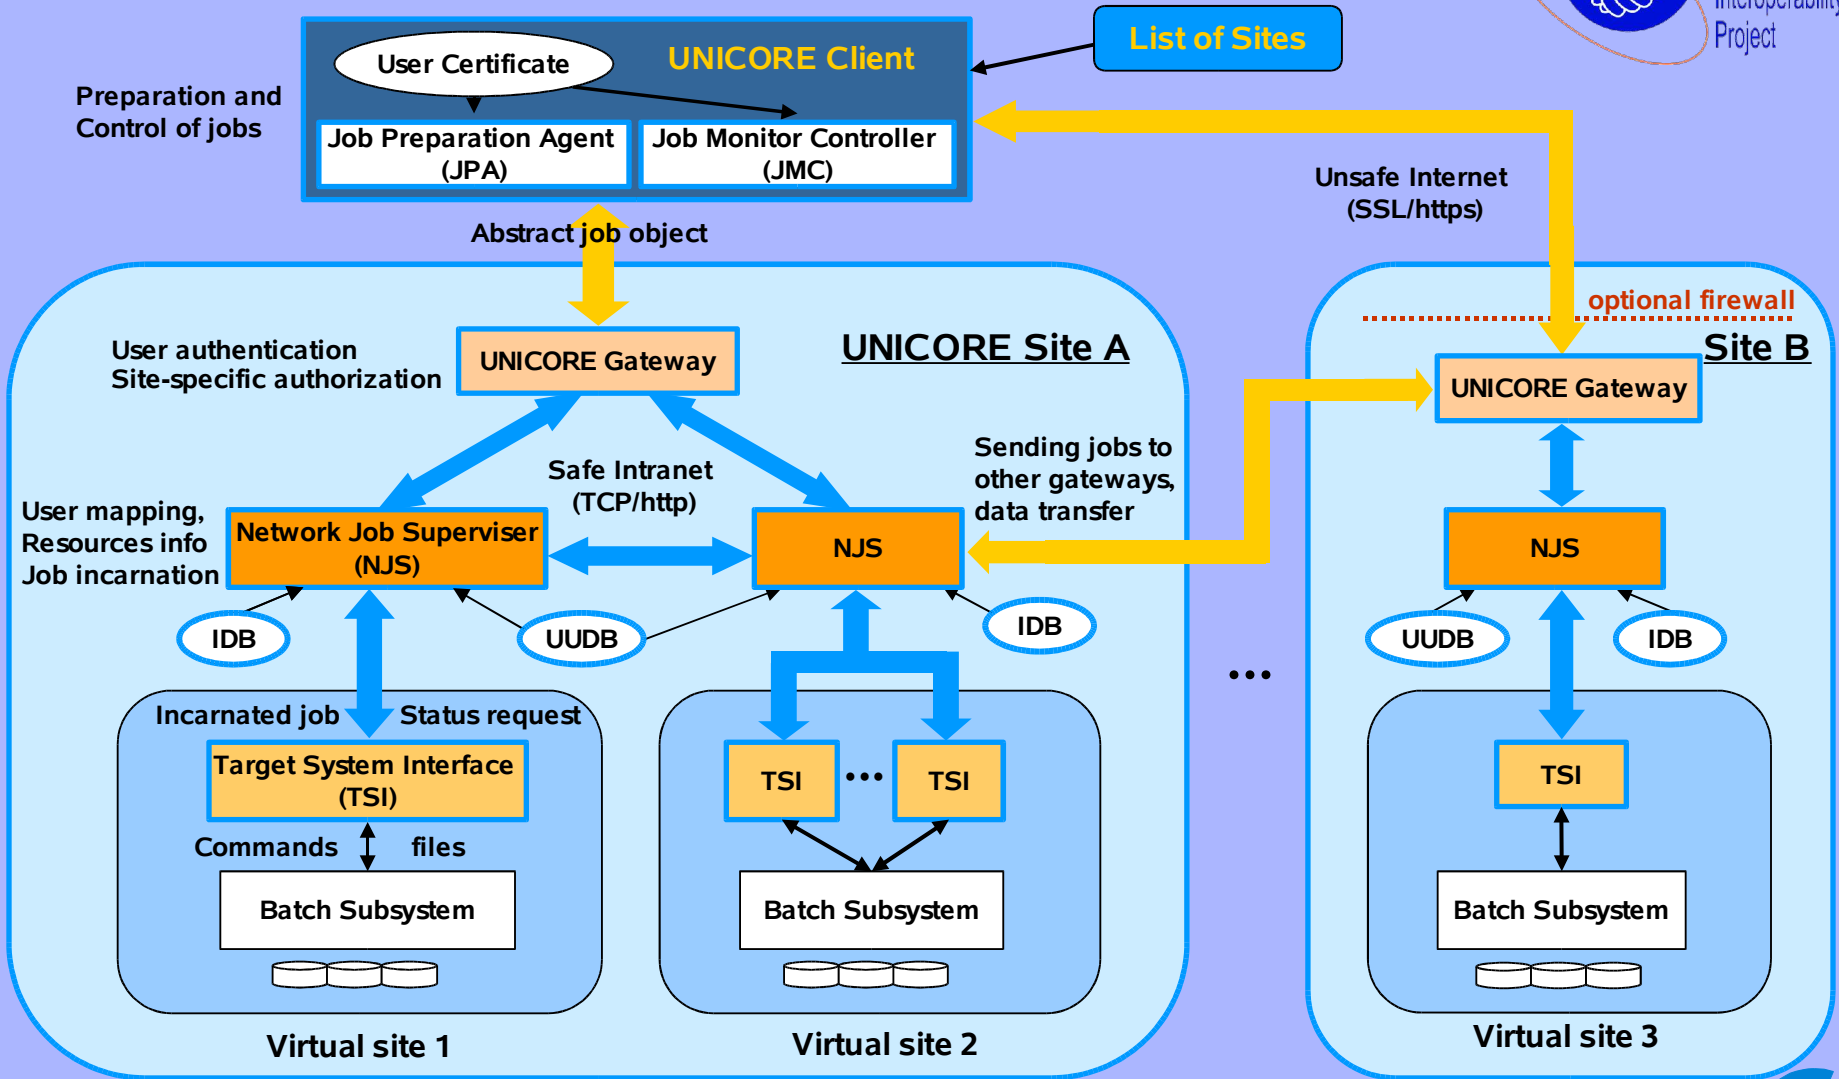 Interoperability
Project
List of Sites
UNICORE Client
User Certificate
Preparation and
Control of jobs
Job Preparation Agent
(JPA)
Job Monitor Controller
(JMC)
Unsafe Internet
(SSL/https)
Abstract job object
optional firewall
UNICORE Site A
Site B
User authentication
Site-specific authorization
UNICORE Gateway
UNICORE Gateway
Safe Intranet
(TCP/http)
Sending jobs to
other gateways,
data transfer
User mapping,
Resources info
Job incarnation
Network Job Superviser
(NJS)
NJS
NJS
IDB
UUDB
IDB
UUDB
IDB
...
Incarnated job
Status request
Target System Interface
(TSI)
TSI
...
TSI
TSI
Commands
files
Batch Subsystem
Batch Subsystem
Batch Subsystem
Virtual site 1
Virtual site 2
Virtual site 3